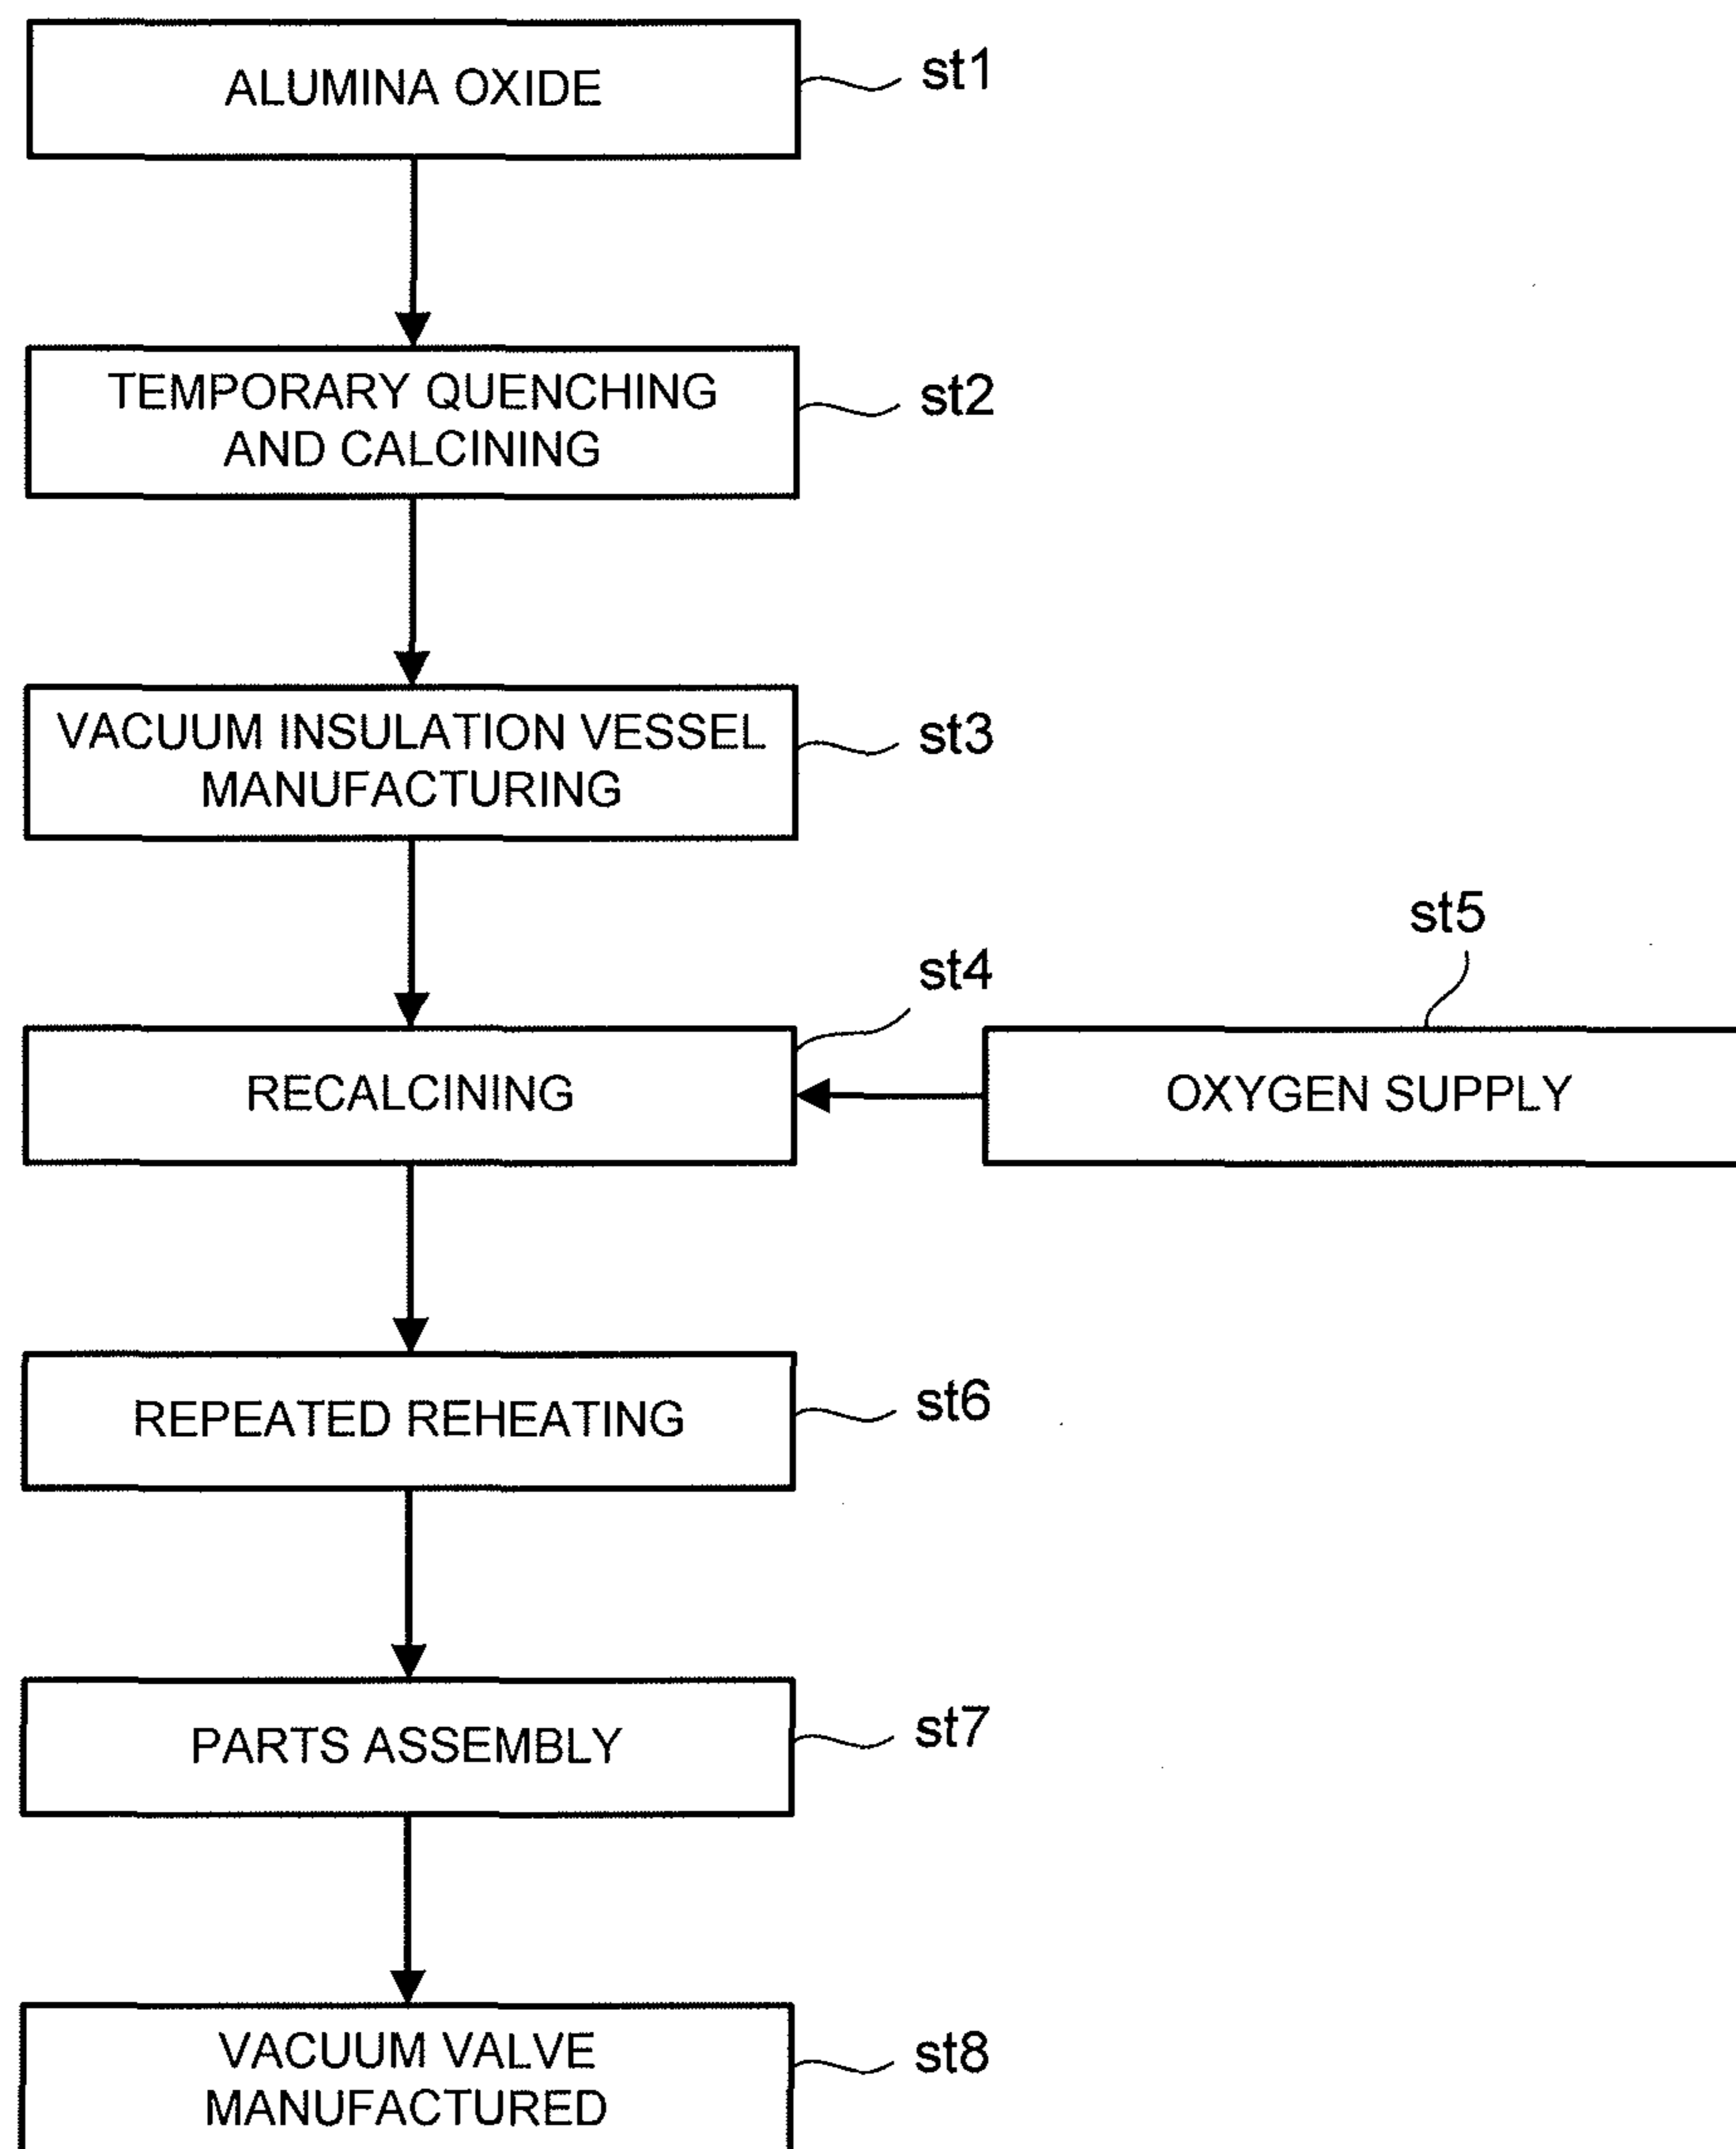 ALUMINA OXIDE
st1
TEMPORARY QUENCHING
AND CALCINING
st2
VACUUM INSULATION VESSEL
MANUFACTURING
st3
RECALCINING
st4
OXYGEN SUPPLY
st5
REPEATED REHEATING
st6
PARTS ASSEMBLY
st7
VACUUM VALVE
MANUFACTURED
st8